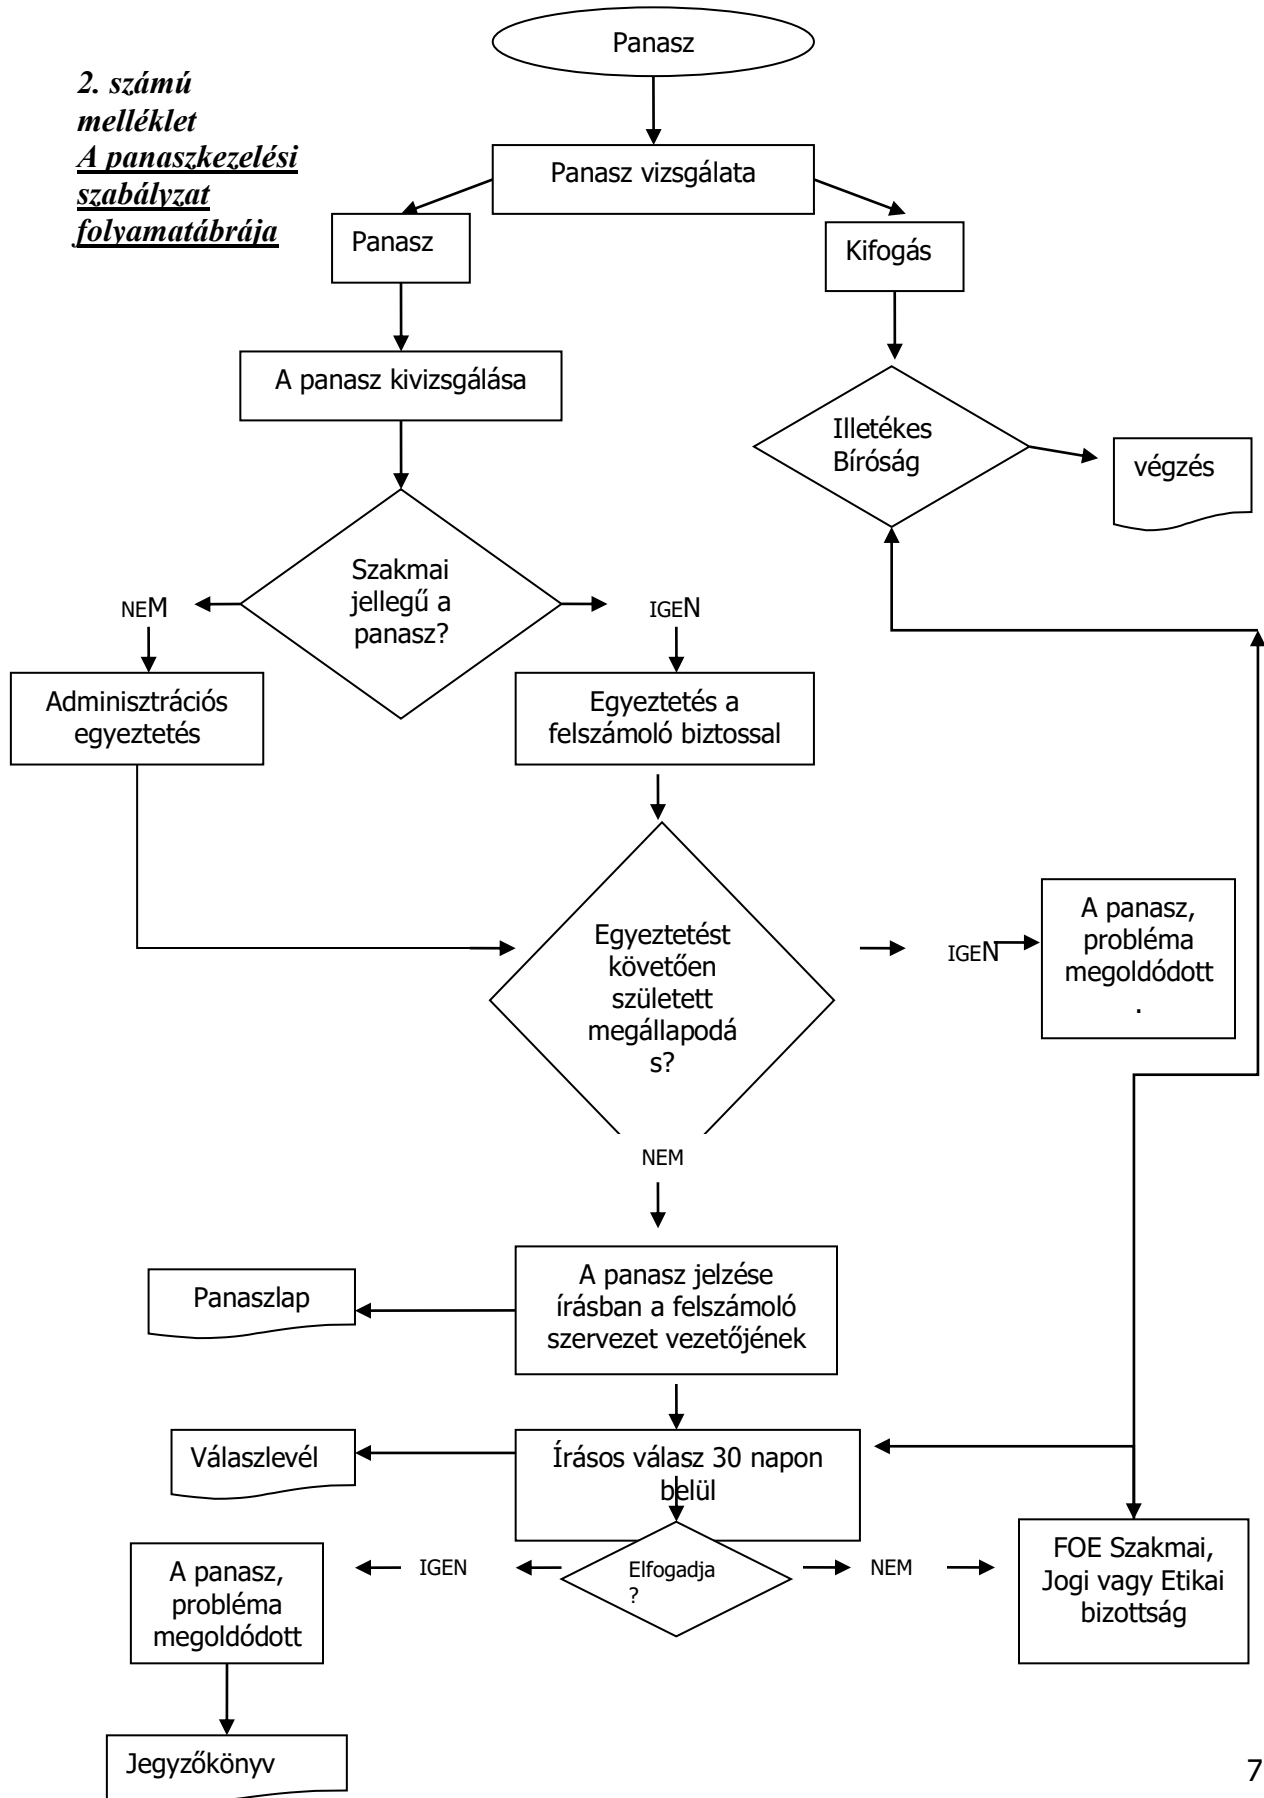 Panasz
2. számú
melléklet
A panaszkezelési
szabályzat
folyamatábrája
Panasz vizsgálata
Panasz
Kifogás
A panasz kivizsgálása
Illetékes
Bíróság
végzés
Szakmai
jellegű a
panasz?
NEM
IGEN
Adminisztrációs
egyeztetés
Egyeztetés a
felszámoló biztossal
Egyeztetést
követően
született
megállapodá
s?
IGEN
A panasz,
probléma
megoldódott
.
NEM
A panasz jelzése
írásban a felszámoló
szervezet vezetőjének
Panaszlap
Írásos válasz 30 napon
belül
Válaszlevél
Elfogadja
?
IGEN
NEM
A panasz,
probléma
megoldódott
FOE Szakmai,
Jogi vagy Etikai
bizottság
Jegyzőkönyv
7